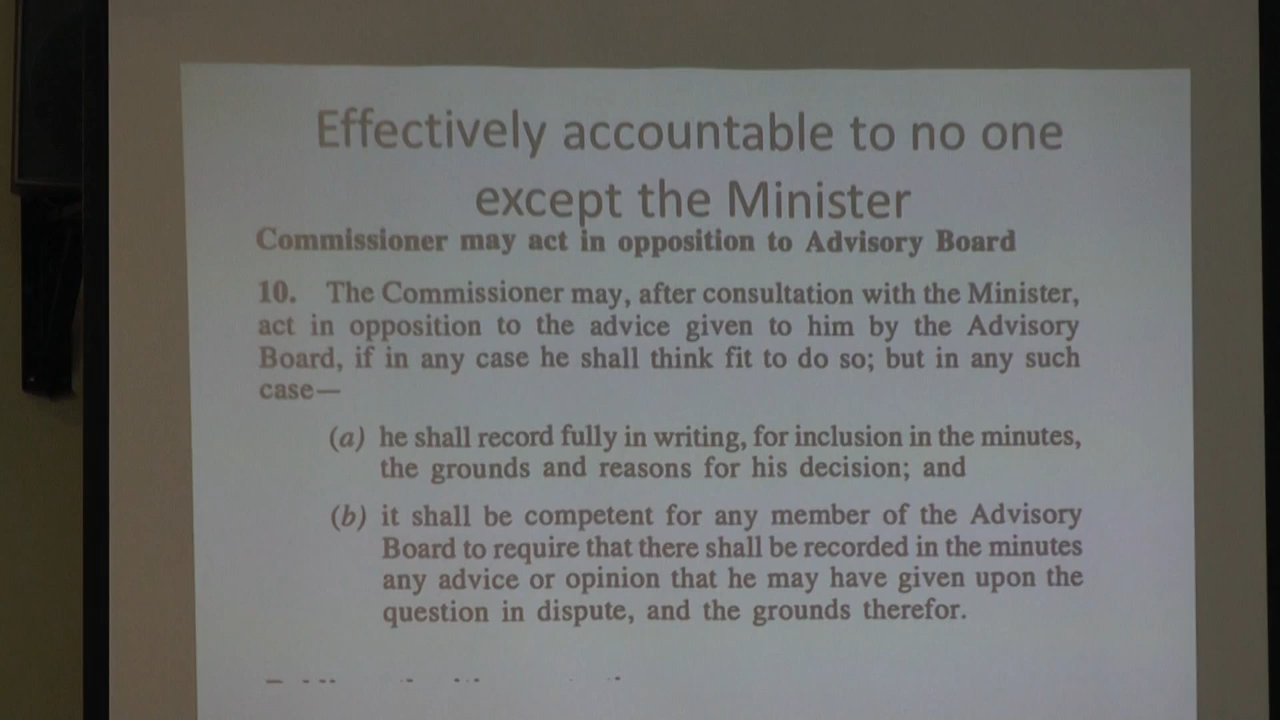 Effectively accountable to no one
except the Minister
Commissioner may act in opposition to Advisory Board
10. The Commissioner may, after consultation with the Minister,
act in opposition to the advice given to him by the Advisory
Board, if in any case he shall think fit to do so; but in any such
case—
(a) he shall record fully in writing, for inclusion in the minutes,
the grounds and reasons for his decision; and
(b) it shall be competent for any member of the Advisory
Board to require that there shall be recorded in the minutes
any advice or opinion that he may have given upon the
question in dispute, and the grounds therefor.